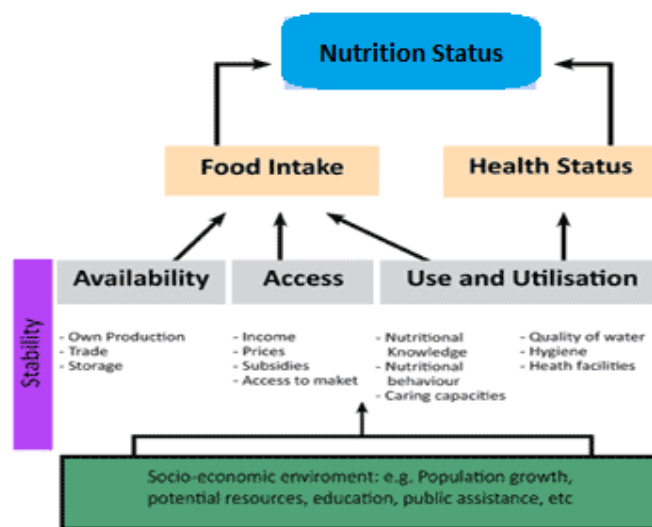 Nutrition Status
Food Intake
Health Status
Availability
Access
Use and Utilisation
Stability
- Own Production
- Trade
- Storage
- Income
- Prices
- Subsidies
- Access to maket
- Nutritional
Knowledge
- Nutritional
behaviour
- Caring capacities
- Quality of water
- Hygiene
- Heath facilities
Socio-economic enviroment: e.g. Population growth,
potential resources, education, public assistance, etc